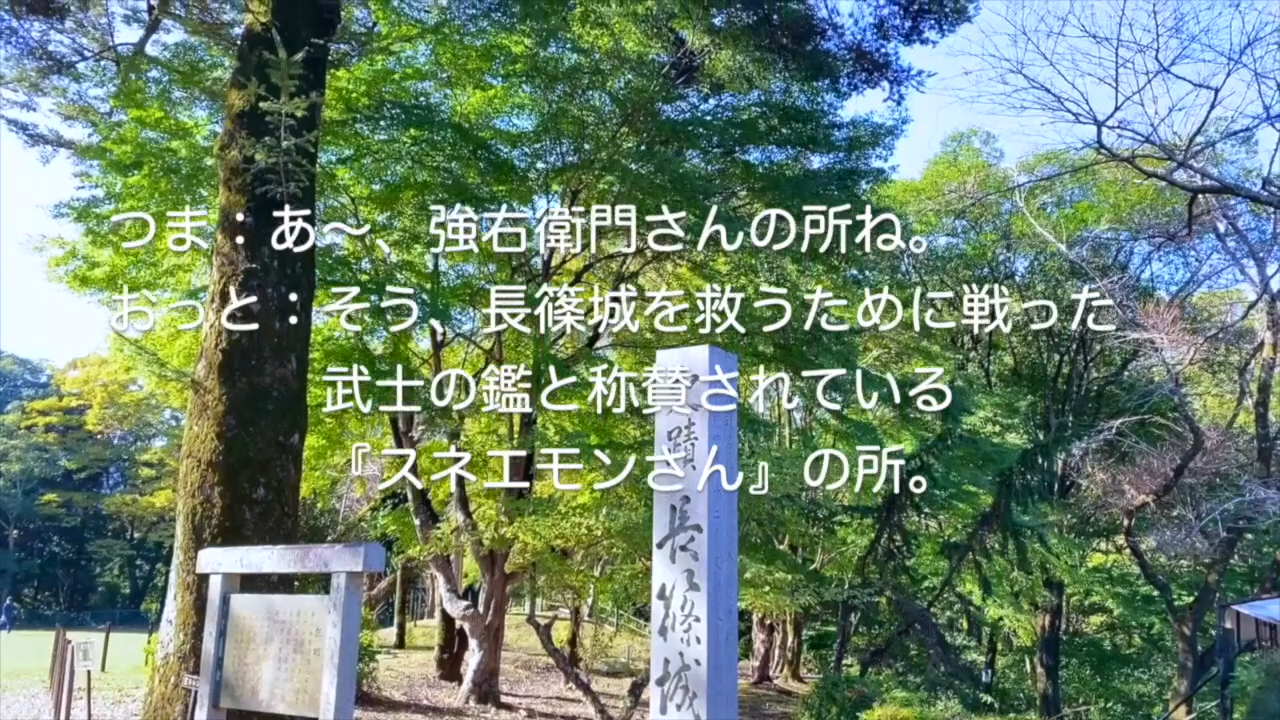 つま：あ〜、強右衛門さんの所ね。
おっと：そう、長篠城を救うために戦った
武士の鑑と称賛されている
『スネエモンさん』の所。
蹟長篠城